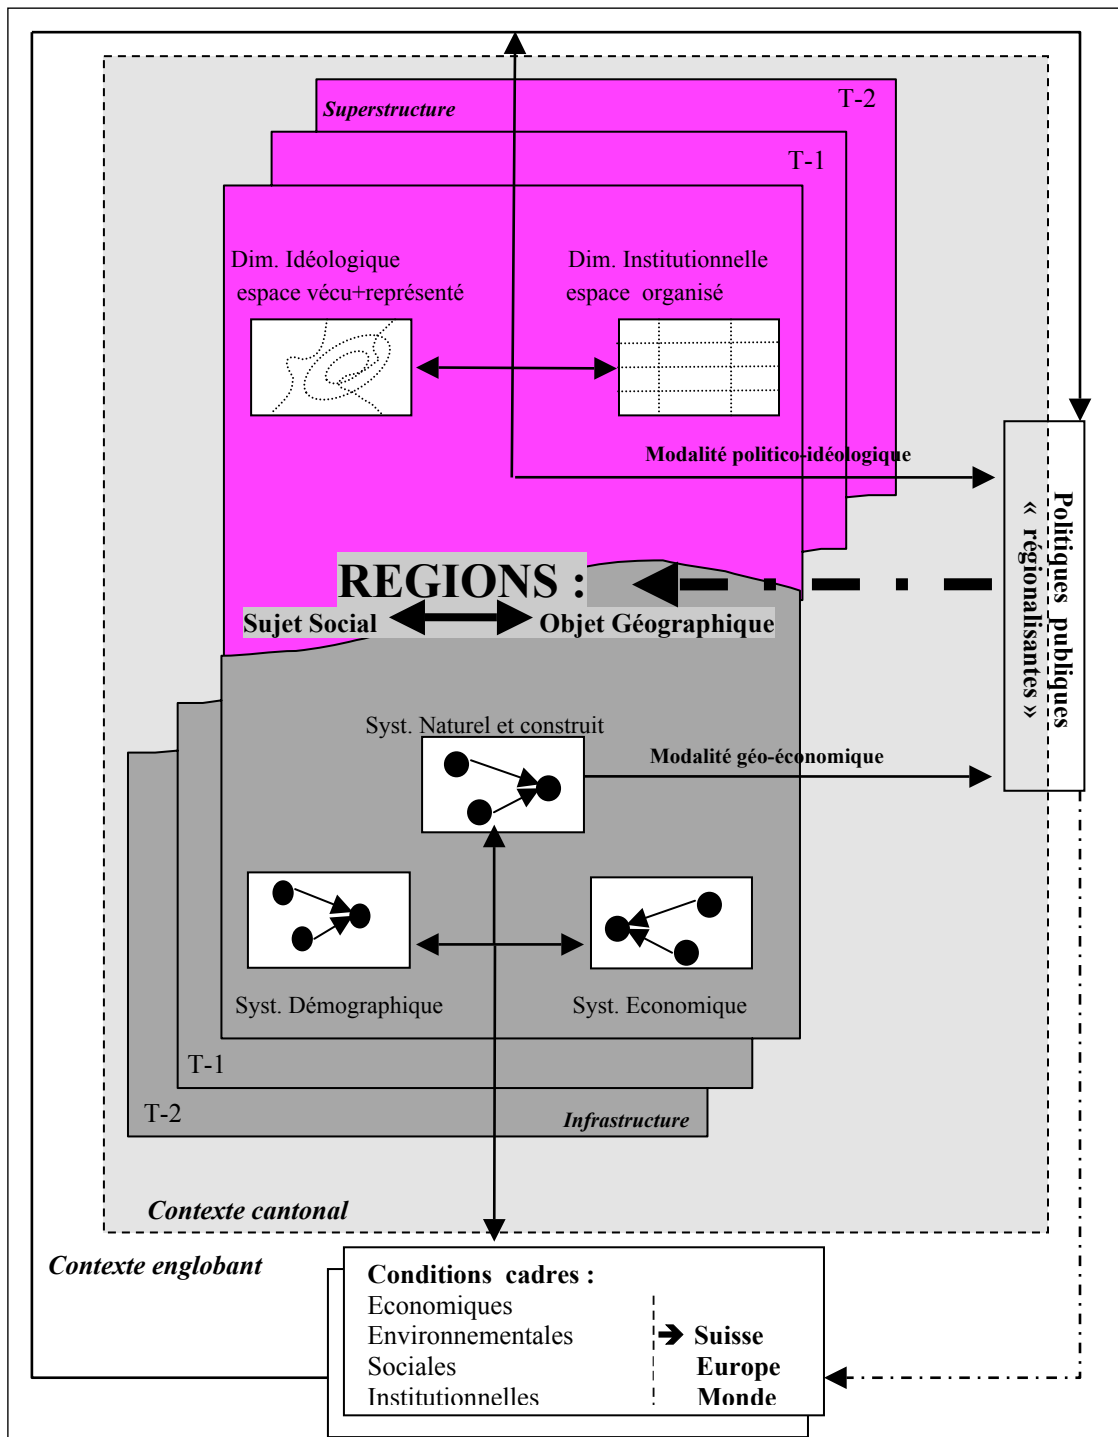 T-2
Superstructure
T-1
Dim. Idéologique
espace vécu+représenté
Dim. Institutionnelle
espace organisé
Modalité politico-idéologique
Politiques publiques
« régionalisantes »
REGIONS :
Sujet Social
Objet Géographique
Syst. Naturel et construit
Modalité géo-économique
Syst. Démographique
Syst. Economique
T-1
T-2
Infrastructure
Contexte cantonal
Contexte englobant
Conditions cadres :
Economiques
Environnementales
Sociales
Institutionnelles
Suisse
Europe
Monde